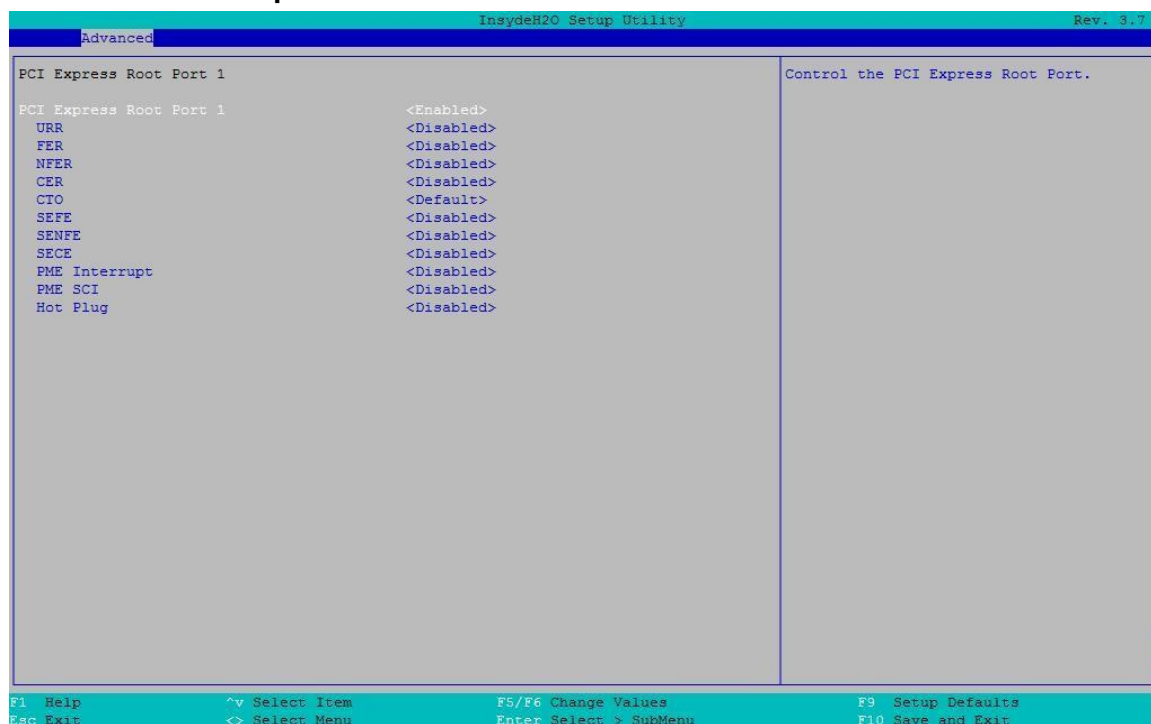 InsydeH2O Setup Utility Rev. 3.7
Advanced
PCI Express Root Port 1 Control the PCI Express Root Port.
PCI Express Root Port 1 <Enabled>
URR <Disabled>
FER <Disabled>
NFER <Disabled>
CER <Disabled>
CTO <Default>
SEFE <Disabled>
SENFE <Disabled>
SECE <Disabled>
PME Interrupt <Disabled>
PME SCI <Disabled>
Hot Plug <Disabled>
F1 Help ^v Select Item F5/F6 Change Values F9 Setup Defaults
Esc Exit <> Select Menu Enter Select > SubMenu F10 Save and Exit